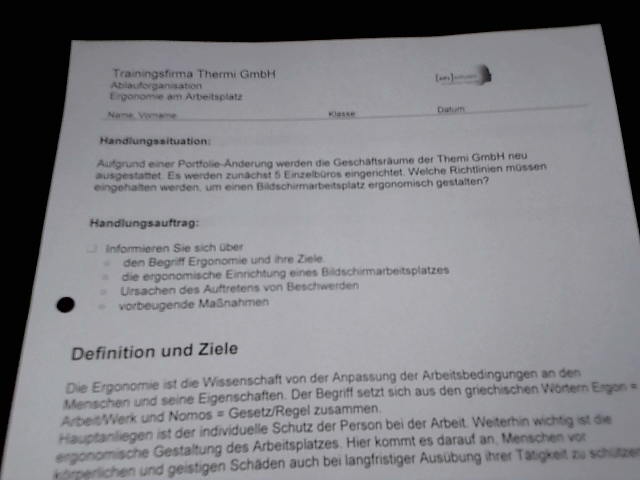 Trainingsfirma Thermi GmbH
Ablauforganisation
Ergonomie am Arbeitsplatz
Name, Vorname Klasse Datum
Handlungssituation:
Aufgrund einer Portfolie-Änderung werden die Geschäftsräume der Themi GmbH neu
ausgestattet. Es werden zunächst 5 Einzelbüros eingerichtet. Welche Richtlinien müssen
eingehalten werden, um einen Bildschirmarbeitsplatz ergonomisch gestalten?
Handlungsauftrag:
Informieren Sie sich über
den Begriff Ergonomie und ihre Ziele.
die ergonomische Einrichtung eines Bildschirmarbeitsplatzes
Ursachen des Auftretens von Beschwerden
vorbeugende Maßnahmen
Definition und Ziele
Die Ergonomie ist die Wissenschaft von der Anpassung der Arbeitsbedingungen an den
Menschen und seine Eigenschaften. Der Begriff setzt sich aus den griechischen Wörtern Ergon =
Arbeit/Werk und Nomos = Gesetz/Regel zusammen.
Hauptanliegen ist der individuelle Schutz der Person bei der Arbeit. Weiterhin wichtig ist die
ergonomische Gestaltung des Arbeitsplatzes. Hier kommt es darauf an, Menschen vor
körperlichen und geistigen Schäden auch bei langfristiger Ausübung ihrer Tätigkeit zu schützen